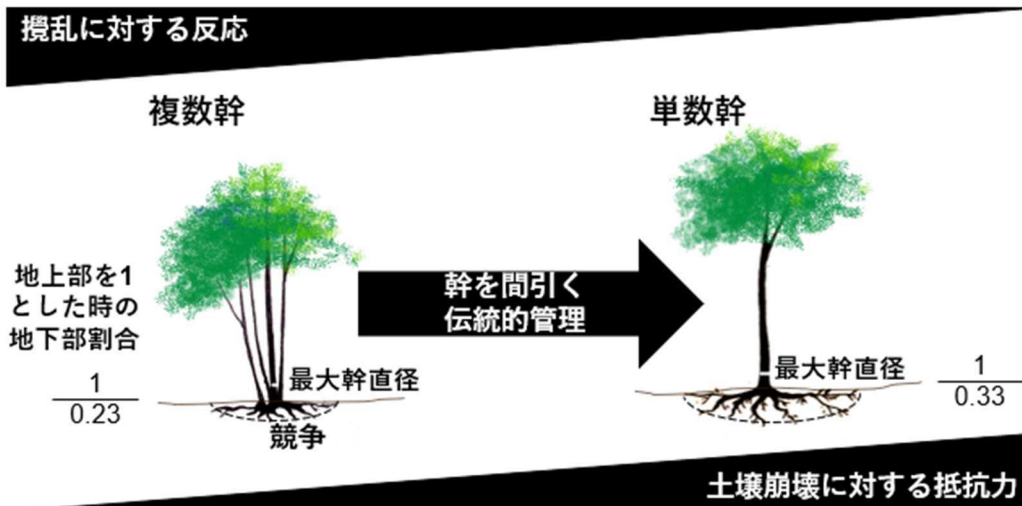 攪乱に対する反応
複数幹
単数幹
地上部を1
とした時の
地下部割合
1
0.23
幹を間引く
伝統的管理
最大幹直径
競争
最大幹直径
1
0.33
土壌崩壊に対する抵抗力